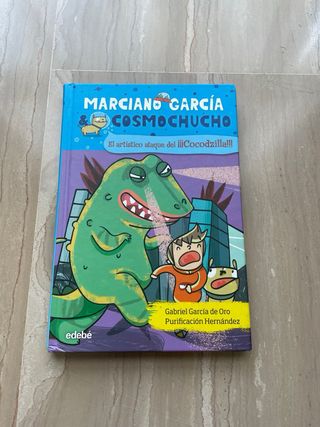 MARCIANO GARCÍA
& COSMOCHUCHO
El artístico ataque del ¡¡¡Cocodzilla!!!
Gabriel García de Oro
Purificación Hernández
edebé